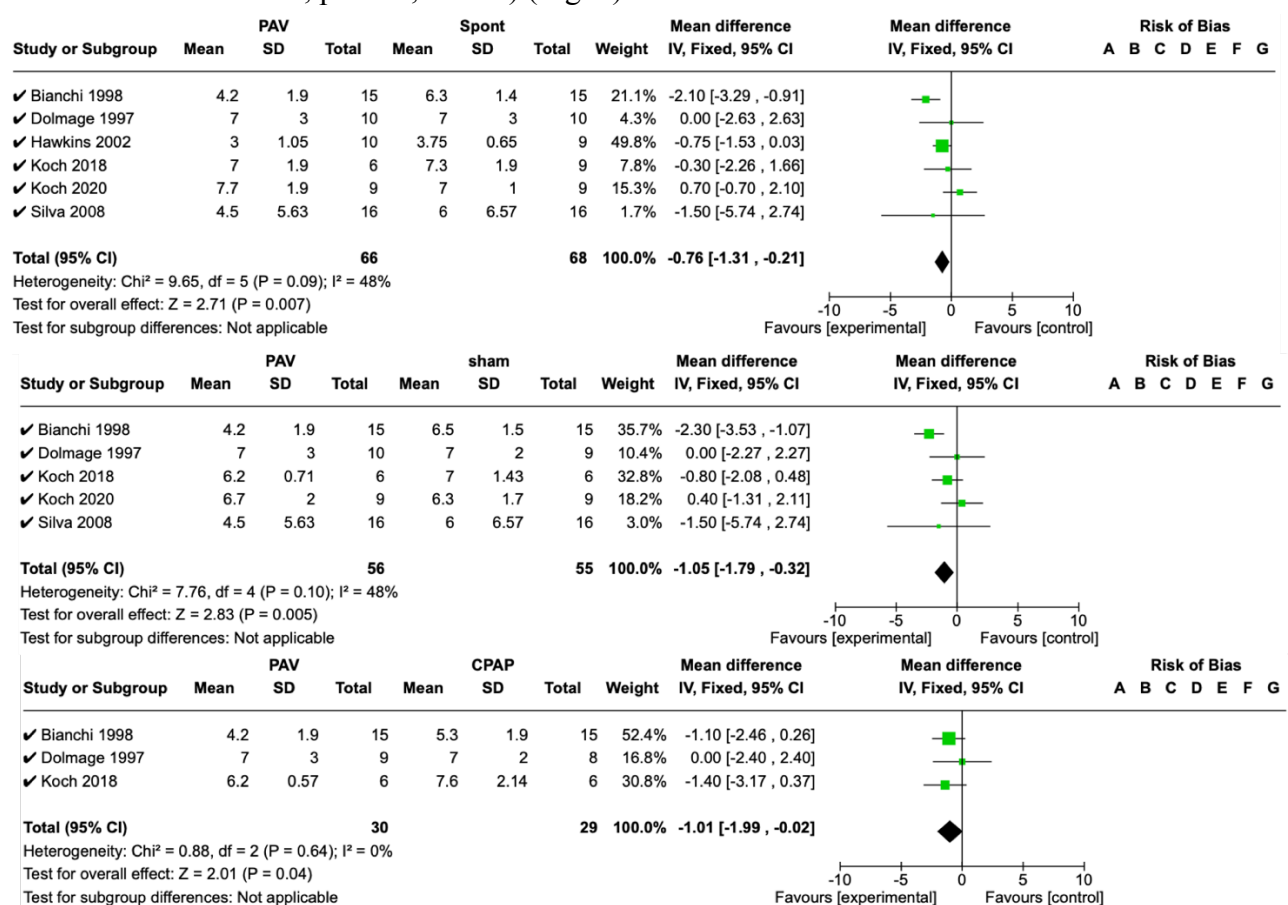 PAV Spont Mean difference Mean difference Risk of Bias
Study or Subgroup Mean SD Total Mean SD Total Weight IV, Fixed, 95% CI IV, Fixed, 95% CI A B C D E F G
✔ Bianchi 1998 4.2 1.9 15 6.3 1.4 15 21.1% -2.10 [-3.29 , -0.91]
✔ Dolmage 1997 7 3 10 7 3 10 4.3% 0.00 [-2.63 , 2.63]
✔ Hawkins 2002 3 1.05 10 3.75 0.65 9 49.8% -0.75 [-1.53 , 0.03]
✔ Koch 2018 7 1.9 6 7.3 1.9 9 7.8% -0.30 [-2.26 , 1.66]
✔ Koch 2020 7.7 1.9 9 7 1 9 15.3% 0.70 [-0.70 , 2.10]
✔ Silva 2008 4.5 5.63 16 6 6.57 16 1.7% -1.50 [-5.74 , 2.74]
Total (95% CI) 66 68 100.0% -0.76 [-1.31 , -0.21]
Heterogeneity: Chi² = 9.65, df = 5 (P = 0.09); I² = 48%
Test for overall effect: Z = 2.71 (P = 0.007)
Test for subgroup differences: Not applicable
-10 -5 0 5 10
Favours [experimental] Favours [control]
PAV sham Mean difference Mean difference Risk of Bias
Study or Subgroup Mean SD Total Mean SD Total Weight IV, Fixed, 95% CI IV, Fixed, 95% CI A B C D E F G
✔ Bianchi 1998 4.2 1.9 15 6.5 1.5 15 35.7% -2.30 [-3.53 , -1.07]
✔ Dolmage 1997 7 3 10 7 2 9 10.4% 0.00 [-2.27 , 2.27]
✔ Koch 2018 6.2 0.71 6 7 1.43 6 32.8% -0.80 [-2.08 , 0.48]
✔ Koch 2020 6.7 2 9 6.3 1.7 9 18.2% 0.40 [-1.31 , 2.11]
✔ Silva 2008 4.5 5.63 16 6 6.57 16 3.0% -1.50 [-5.74 , 2.74]
Total (95% CI) 56 55 100.0% -1.05 [-1.79 , -0.32]
Heterogeneity: Chi² = 7.76, df = 4 (P = 0.10); I² = 48%
Test for overall effect: Z = 2.83 (P = 0.005)
Test for subgroup differences: Not applicable
-10 -5 0 5 10
Favours [experimental] Favours [control]
PAV CPAP Mean difference Mean difference Risk of Bias
Study or Subgroup Mean SD Total Mean SD Total Weight IV, Fixed, 95% CI IV, Fixed, 95% CI A B C D E F G
✔ Bianchi 1998 4.2 1.9 15 5.3 1.9 15 52.4% -1.10 [-2.46 , 0.26]
✔ Dolmage 1997 7 3 9 7 2 8 16.8% 0.00 [-2.40 , 2.40]
✔ Koch 2018 6.2 0.57 6 7.6 2.14 6 30.8% -1.40 [-3.17 , 0.37]
Total (95% CI) 30 29 100.0% -1.01 [-1.99 , -0.02]
Heterogeneity: Chi² = 0.88, df = 2 (P = 0.64); I² = 0%
Test for overall effect: Z = 2.01 (P = 0.04)
Test for subgroup differences: Not applicable
-10 -5 0 5 10
Favours [experimental] Favours [control]